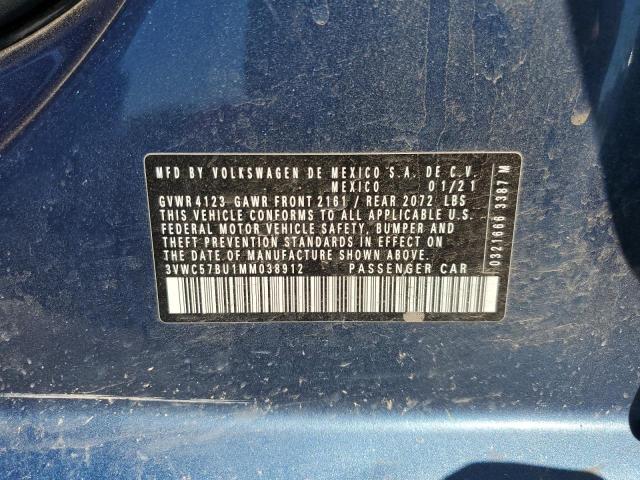 MFD BY VOLKSWAGEN DE MEXICO S.A. DE C.V.
MEXICO 01/21
GVWR 4123 GAWR FRONT 2161 / REAR 2072 LBS
THIS VEHICLE CONFORMS TO ALL APPLICABLE U.S.
FEDERAL MOTOR VEHICLE SAFETY, BUMPER AND
THEFT PREVENTION STANDARDS IN EFFECT ON
THE DATE OF MANUFACTURE SHOWN ABOVE.
3VWC57BU1MM038912 PASSENGER CAR
0321666 3387 M